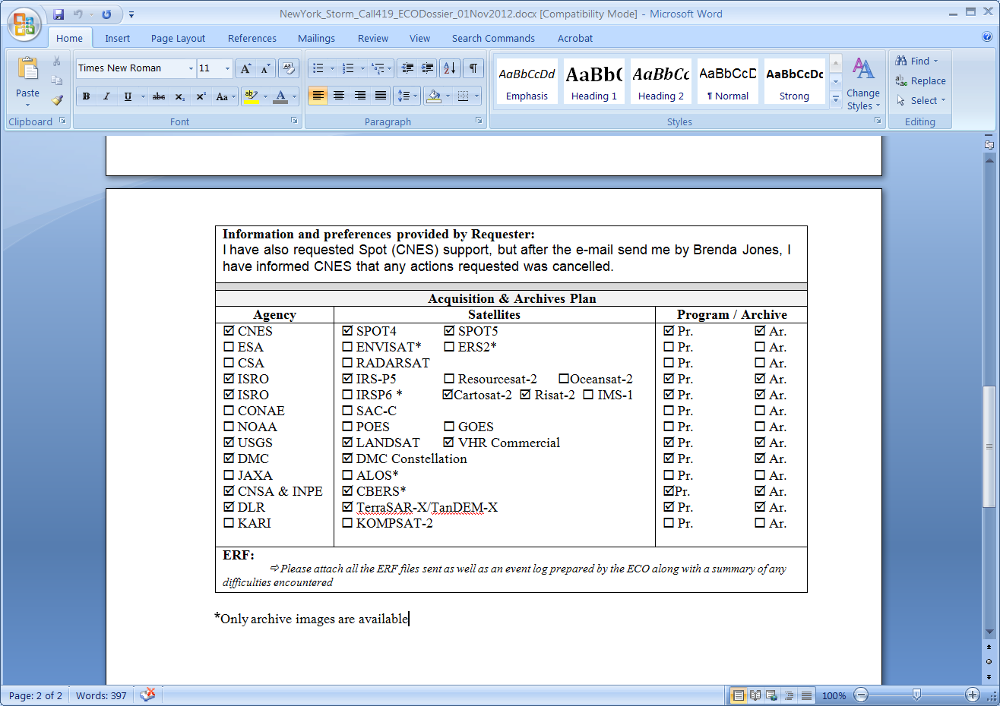 NewYork_Storm_Call419_ECODossier_01Nov2012.docx [Compatibility Mode] - Microsoft Word
Home Insert Page Layout References Mailings Review View Search Commands Acrobat
Times New Roman 11 AaBbCcDd AaBb( AaBbCc AaBbCcD AaBbCcDc Find
Paste Emphasis Heading 1 Heading 2 ¶ Normal Strong Change Styles Replace
B I U abc X₂ X² Aa Select
Clipboard Font Paragraph Styles Editing
Information and preferences provided by Requester:
I have also requested Spot (CNES) support, but after the e-mail send me by Brenda Jones, I
have informed CNES that any actions requested was cancelled.
Acquisition & Archives Plan
Agency Satellites Program / Archive
☑ CNES ☑ SPOT4 ☑ SPOT5 ☑ Pr. ☑ Ar.
☐ ESA ☐ ENVISAT* ☐ ERS2* ☐ Pr. ☐ Ar.
☐ CSA ☐ RADARSAT ☐ Pr. ☐ Ar.
☑ ISRO ☑ IRS-P5 ☐ Resourcesat-2 ☐Oceansat-2 ☑ Pr. ☑ Ar.
☑ ISRO ☐ IRSP6 * ☑Cartosat-2 ☑ Risat-2 ☐ IMS-1 ☑ Pr. ☑ Ar.
☐ CONAE ☐ SAC-C ☐ Pr. ☐ Ar.
☐ NOAA ☐ POES ☐ GOES ☐ Pr. ☐ Ar.
☑ USGS ☑ LANDSAT ☑ VHR Commercial ☑ Pr. ☑ Ar.
☑ DMC ☑ DMC Constellation ☑ Pr. ☑ Ar.
☐ JAXA ☐ ALOS* ☐ Pr. ☐ Ar.
☑ CNSA & INPE ☑ CBERS* ☑Pr. ☑ Ar.
☑ DLR ☑ TerraSAR-X/TanDEM-X ☑ Pr. ☑ Ar.
☐ KARI ☐ KOMPSAT-2 ☐ Pr. ☐ Ar.
ERF:
⇨ Please attach all the ERF files sent as well as an event log prepared by the ECO along with a summary of any
difficulties encountered
*Only archive images are available
Page: 2 of 2 Words: 397 100%